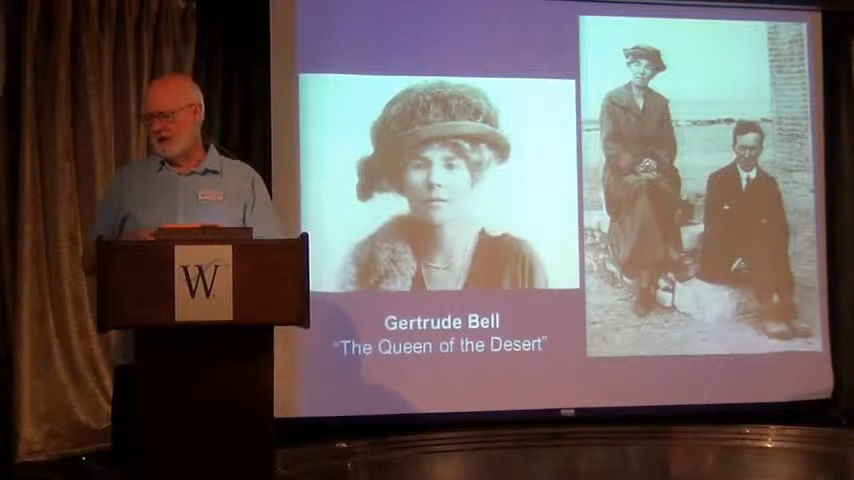 W
Gertrude Bell
"The Queen of the Desert"